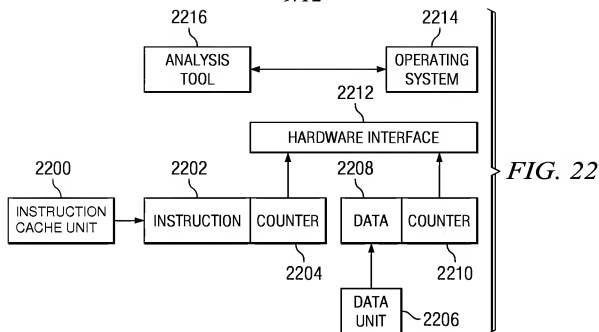 2216
2214
ANALYSIS
TOOL
OPERATING
SYSTEM
2212
HARDWARE INTERFACE
2200
2202
2208
FIG. 22
INSTRUCTION
CACHE UNIT
INSTRUCTION
COUNTER
DATA
COUNTER
2204
2210
DATA
UNIT
2206